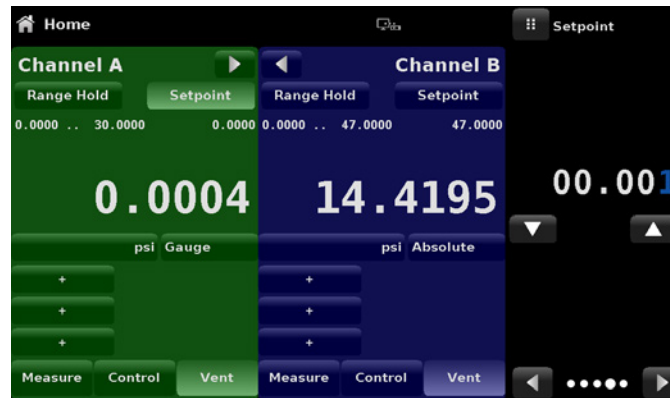 Home
Setpoint
Channel A
Channel B
Range Hold Setpoint
Range Hold Setpoint
0.0000 .. 30.0000 0.0000
0.0000 .. 47.0000 47.0000
0.0004
14.4195
00.001
psi Gauge
psi Absolute
+
+
+
+
+
+
Measure Control Vent
Measure Control Vent